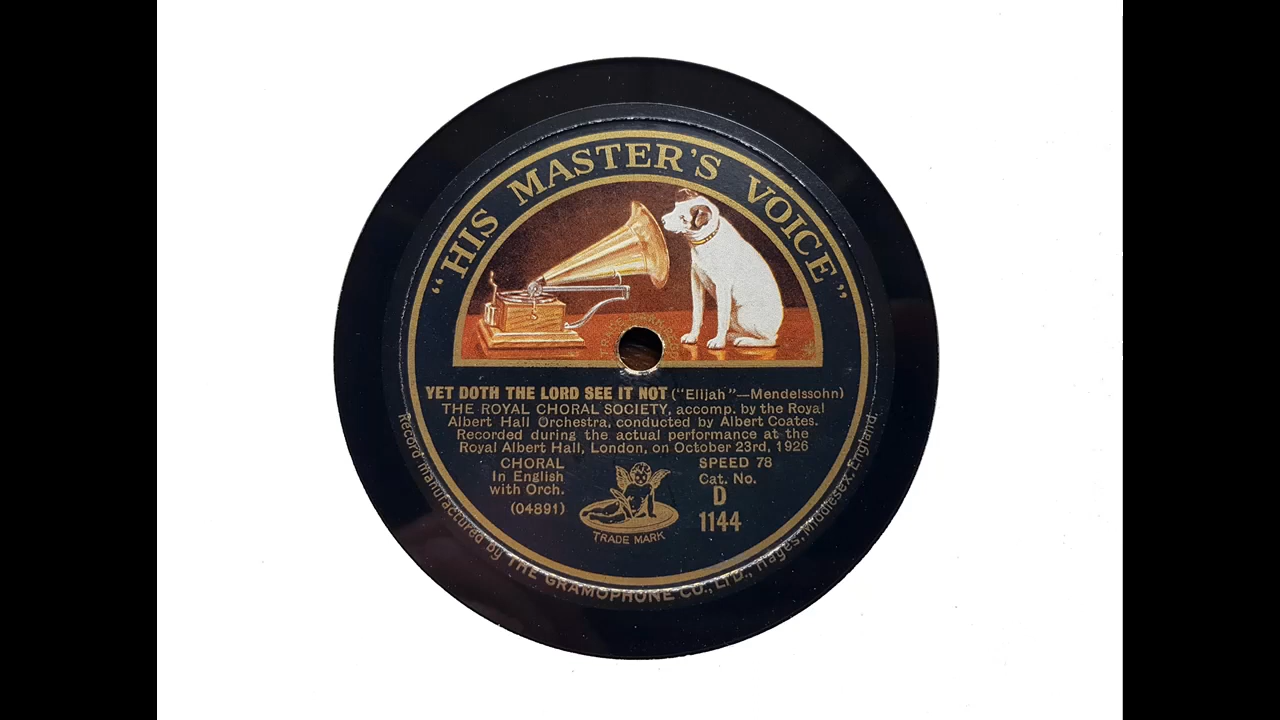 "HIS MASTER'S VOICE"
YET DOTH THE LORD SEE IT NOT ("Elijah"—Mendelssohn)
THE ROYAL CHORAL SOCIETY, accomp. by the Royal
Albert Hall Orchestra, conducted by Albert Coates.
Recorded during the actual performance at the
Royal Albert Hall, London, on October 23rd, 1926
CHORAL
In English
with Orch.
(04891)
SPEED 78
Cat. No.
D
1144
TRADE MARK
Record manufactured by THE GRAMOPHONE CO., LTD., Hayes, Middlesex, England.